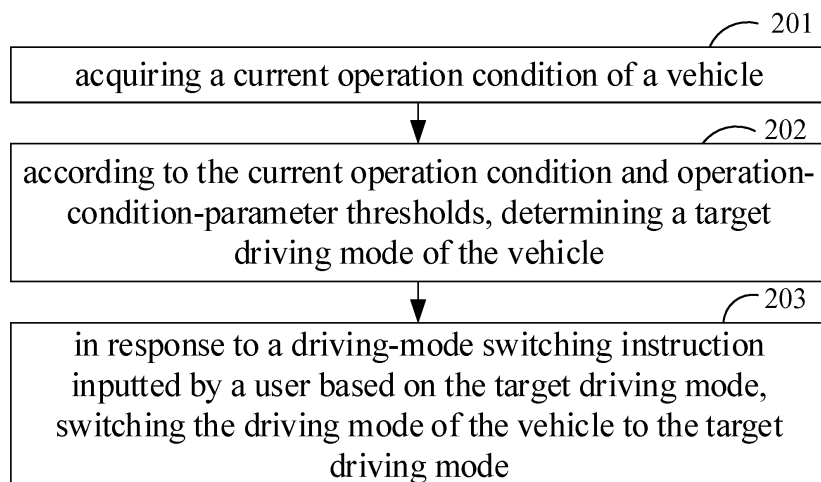 201
acquiring a current operation condition of a vehicle
202
according to the current operation condition and operation-
condition-parameter thresholds, determining a target
driving mode of the vehicle
203
in response to a driving-mode switching instruction
inputted by a user based on the target driving mode,
switching the driving mode of the vehicle to the target
driving mode